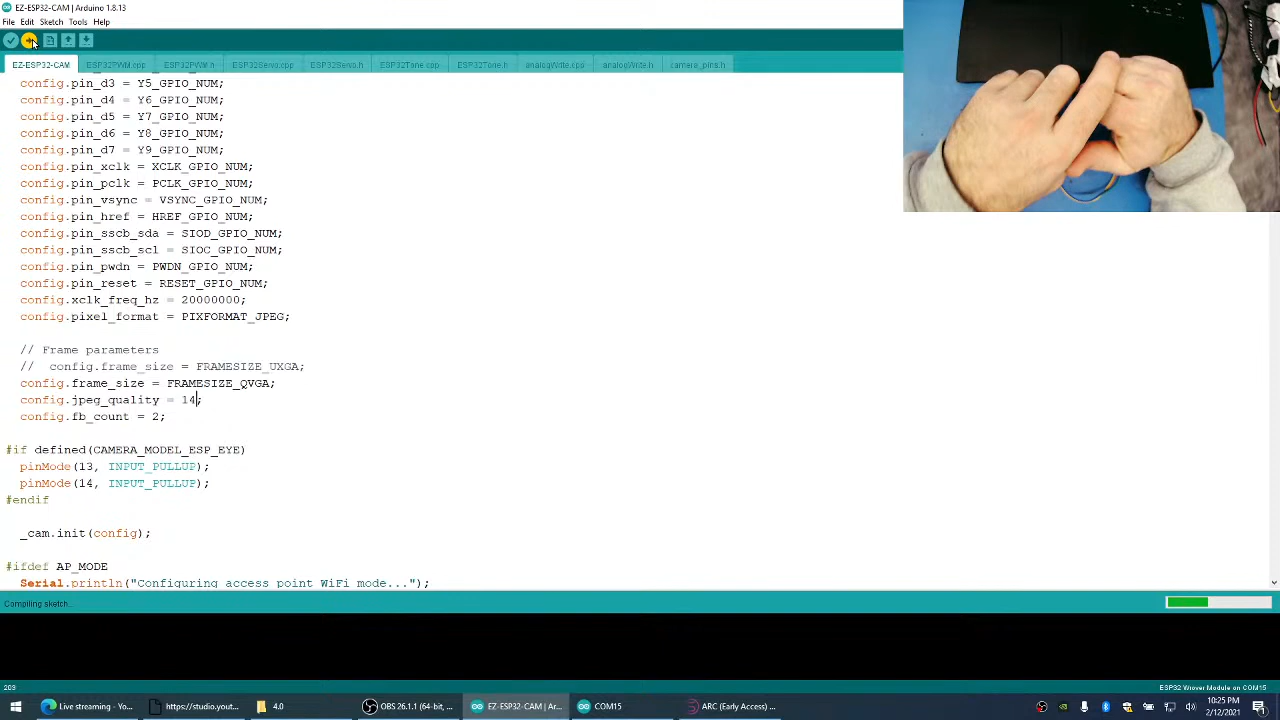 EZ-ESP32-CAM | Arduino 1.8.13
File Edit Sketch Tools Help
EZ-ESP32-CAM ESP32PWM.cpp ESP32PWM.h ESP32Servo.cpp ESP32Servo.h ESP32Tone.cpp ESP32Tone.h analogWrite.cpp analogWrite.h camera_pins.h
config.pin_d3 = Y5_GPIO_NUM;
config.pin_d4 = Y6_GPIO_NUM;
config.pin_d5 = Y7_GPIO_NUM;
config.pin_d6 = Y8_GPIO_NUM;
config.pin_d7 = Y9_GPIO_NUM;
config.pin_xclk = XCLK_GPIO_NUM;
config.pin_pclk = PCLK_GPIO_NUM;
config.pin_vsync = VSYNC_GPIO_NUM;
config.pin_href = HREF_GPIO_NUM;
config.pin_sscb_sda = SIOD_GPIO_NUM;
config.pin_sscb_scl = SIOC_GPIO_NUM;
config.pin_pwdn = PWDN_GPIO_NUM;
config.pin_reset = RESET_GPIO_NUM;
config.xclk_freq_hz = 20000000;
config.pixel_format = PIXFORMAT_JPEG;
// Frame parameters
//  config.frame_size = FRAMESIZE_UXGA;
config.frame_size = FRAMESIZE_QVGA;
config.jpeg_quality = 14;
config.fb_count = 2;
#if defined(CAMERA_MODEL_ESP_EYE)
pinMode(13, INPUT_PULLUP);
pinMode(14, INPUT_PULLUP);
#endif
_cam.init(config);
#ifdef AP_MODE
Serial.println("Configuring access point WiFi mode...");
Compiling sketch...
203 ESP32 Wrover Module on COM15
Live streaming - Yo... https://studio.yout... 4.0 OBS 26.1.1 (64-bit, ... EZ-ESP32-CAM | Ar... COM15 ARC (Early Access) ... 10:25 PM
2/12/2021